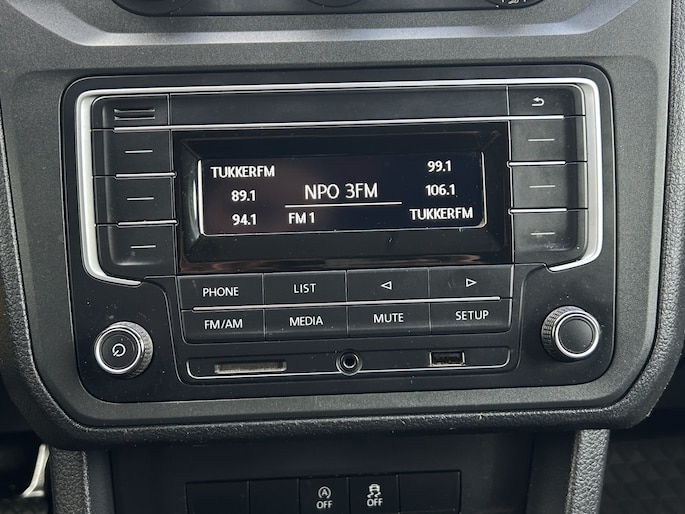 TUKKERFM
99.1
89.1
NPO 3FM
106.1
94.1
FM 1
TUKKERFM
PHONE
LIST
FM/AM
MEDIA
MUTE
SETUP
A
OFF
OFF